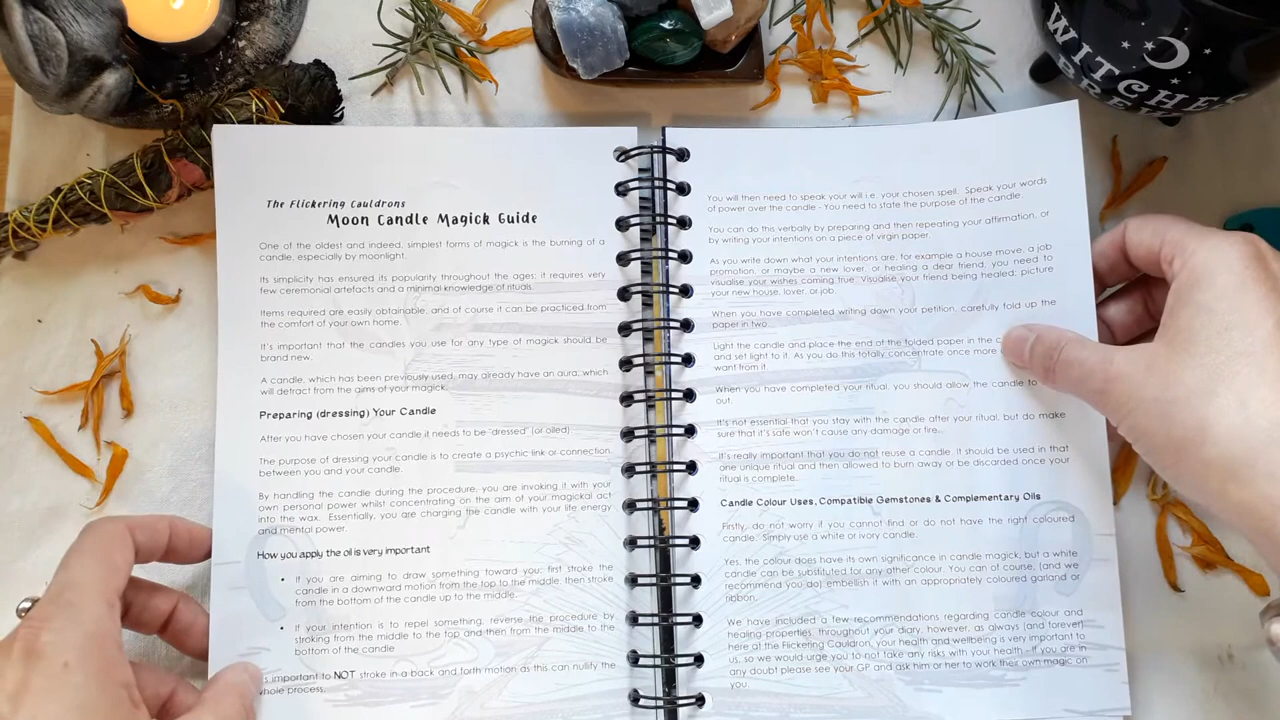 WITCHES
BREW
The Flickering Cauldrons
Moon Candle Magick Guide
One of the oldest and indeed, simplest forms of magick is the burning of a
candle, especially by moonlight.
Its simplicity has ensured its popularity throughout the ages; it requires very
few ceremonial artefacts and a minimal knowledge of rituals.
Items required are easily obtainable, and of course it can be practiced from
the comfort of your own home.
It's important that the candles you use for any type of magick should be
brand new.
A candle, which has been previously used, may already have an aura, which
will detract from the aims of your magick.
Preparing (dressing) Your Candle
After you have chosen your candle it needs to be "dressed" (or oiled).
The purpose of dressing your candle is to create a psychic link or connection
between you and your candle.
By handling the candle during the procedure, you are invoking it with your
own personal power whilst concentrating on the aim of your magickal act
into the wax. Essentially, you are charging the candle with your life energy
and mental power.
How you apply the oil is very important
• If you are aiming to draw something toward you; first stroke the
candle in a downward motion from the top to the middle, then stroke
from the bottom of the candle up to the middle.
• If your intention is to repel something, reverse the procedure by
stroking from the middle to the top and then from the middle to the
bottom of the candle
is important to NOT stroke in a back and forth motion as this can nullify the
whole process.
You will then need to speak your will i.e. your chosen spell. Speak your words
of power over the candle - You need to state the purpose of the candle.
You can do this verbally by preparing and then repeating your affirmation, or
by writing your intentions on a piece of virgin paper.
As you write down what your intentions are, for example a house move, a job
promotion, or maybe a new lover, or healing a dear friend, you need to
visualise your wishes coming true. Visualise your friend being healed; picture
your new house, lover, or job.
When you have completed writing down your petition, carefully fold up the
paper in two.
Light the candle and place the end of the folded paper in the
and set light to it. As you do this totally concentrate once more
want from it.
When you have completed your ritual, you should allow the candle to
out.
It's not essential that you stay with the candle after your ritual, but do make
sure that it's safe won't cause any damage or fire.
It's really important that you do not reuse a candle. It should be used in that
one unique ritual and then allowed to burn away or be discarded once your
ritual is complete.
Candle Colour Uses, Compatible Gemstones & Complementary Oils
Firstly, do not worry if you cannot find or do not have the right coloured
candle. Simply use a white or ivory candle.
Yes, the colour does have its own significance in candle magick, but a white
candle can be substituted for any other colour. You can of course, (and we
recommend you do) embellish it with an appropriately coloured garland or
ribbon.
We have included a few recommendations regarding candle colour and
healing properties, throughout your diary, however, as always (and forever)
here at the Flickering Cauldron, your health and wellbeing is very important to
us, so we would urge you to not take any risks with your health - If you are in
any doubt please see your GP and ask him or her to work their own magic on
you.